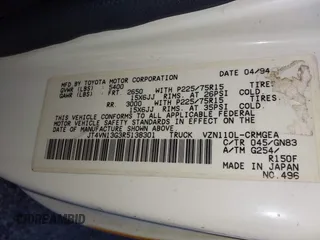 MFD. BY TOYOTA MOTOR CORPORATION DATE 04/94
GVWR (LBS) 5400
GAWR (LBS) FRT 2650 WITH P225/75R15 TIRES
15X6JJ RIMS, AT 26PSI COLD.
RR 3000 WITH P225/75R15 TIRES
15X6JJ RIMS, AT 35PSI COLD.
THIS VEHICLE CONFORMS TO ALL APPLICABLE
FEDERAL MOTOR VEHICLE SAFETY STANDARDS
IN EFFECT ON THE DATE OF MANUFACTURE
SHOWN ABOVE.
JT4VN13G3R5138301 TRUCK VZN110L-CRMGEA
C/TR 045/GN83
A/TM G254/
R150F
MADE IN JAPAN
NO.496